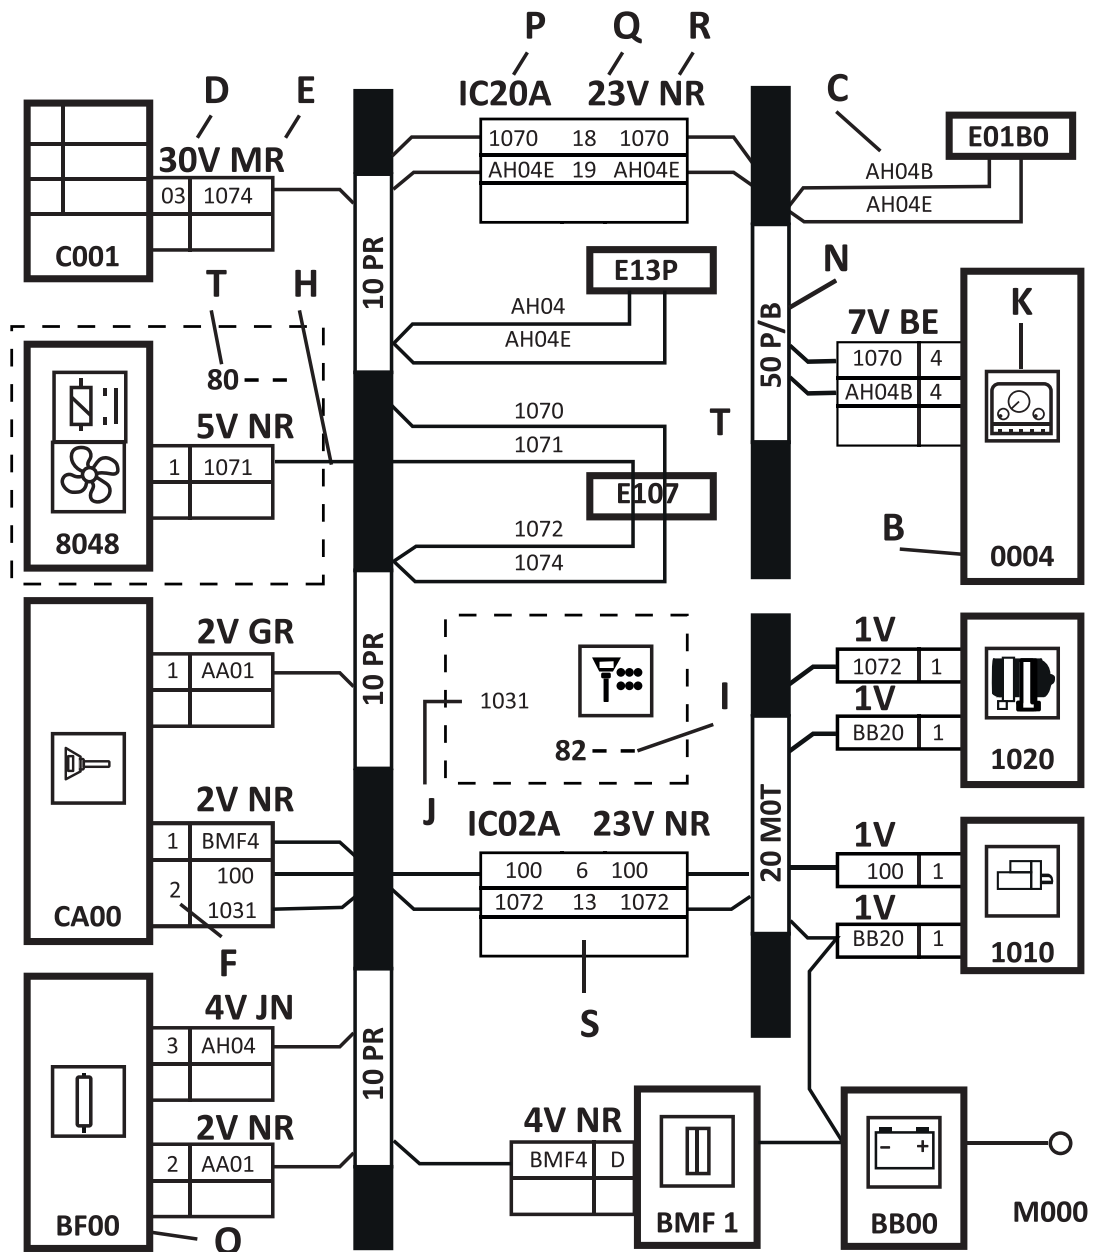 P Q R
IC20A 23V NR
1070 18 1070
AH04E 19 AH04E
D E
30V MR
03 1074
C001
10 PR
C
E01B0
AH04B
AH04E
E13P
AH04
AH04E
N
50 P/B
7V BE
1070 4
AH04B 4
K
B
0004
T H
80
5V NR
1 1071
8048
1070
1071
T
E107
1072
1074
2V GR
1 AA01
10 PR
2V NR
1 BMF4
2 100
1031
CA00
F
1031
82
I
J
IC02A 23V NR
100 6 100
1072 13 1072
S
20 MOT
1V
1072 1
1V
BB20 1
1020
1V
100 1
1V
BB20 1
1010
4V JN
3 AH04
2V NR
2 AA01
BF00
O
10 PR
4V NR
BMF4 D
BMF 1
- +
BB00
M000